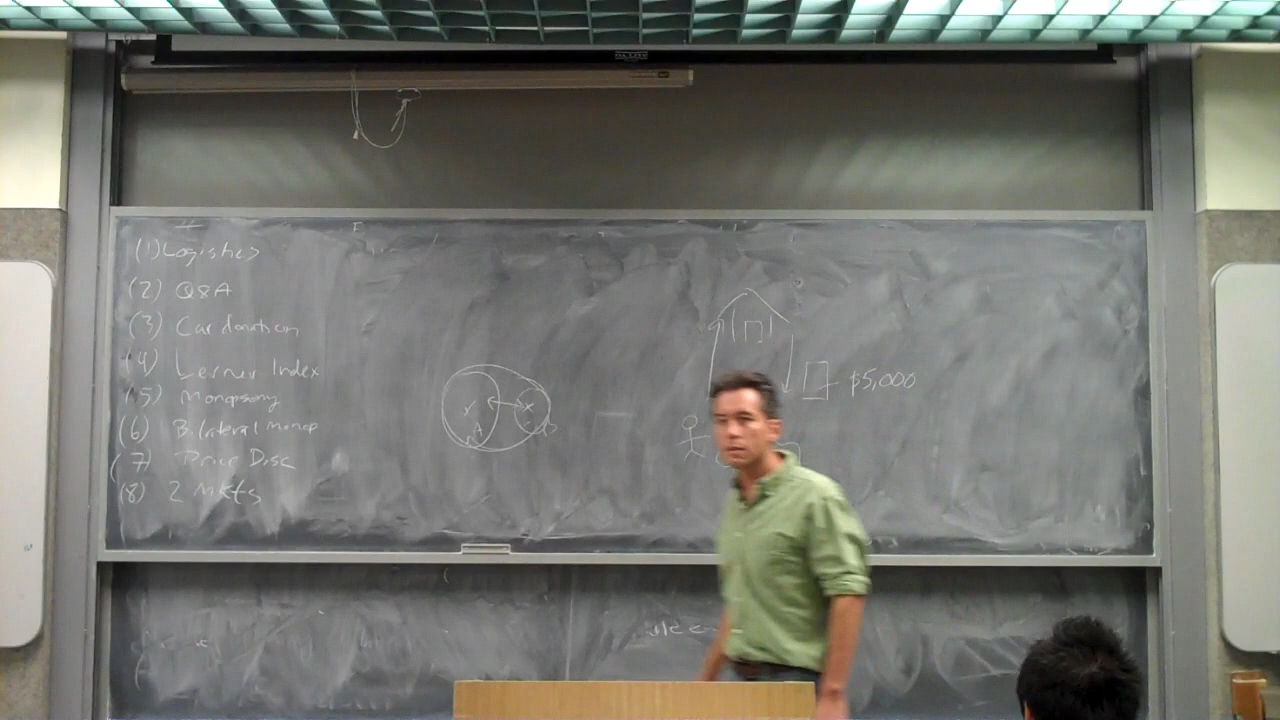 (1) Logistics
(2) Q&A
(3) Car donation
(4) Lerner Index
(5) Monopsony
(6) Bilateral Monop
(7) Price Disc
(8) 2 Mkts
$5,000